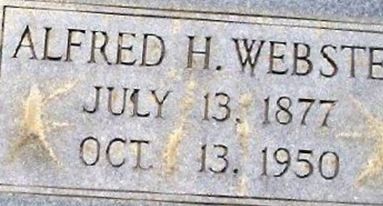 ALFRED H. WEBSTE
JULY 13, 1877
OCT. 13, 1950